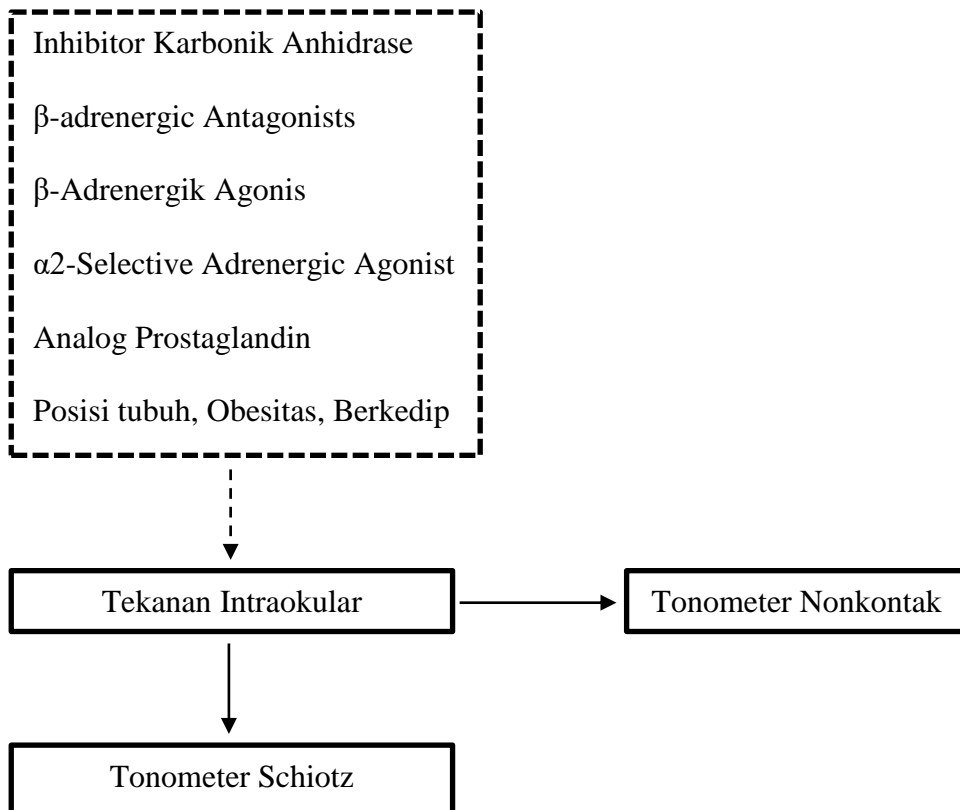 Inhibitor Karbonik Anhidrase
β-adrenergic Antagonists
β-Adrenergik Agonis
α2-Selective Adrenergic Agonist
Analog Prostaglandin
Posisi tubuh, Obesitas, Berkedip
Tekanan Intraokular
Tonometer Nonkontak
Tonometer Schiotz